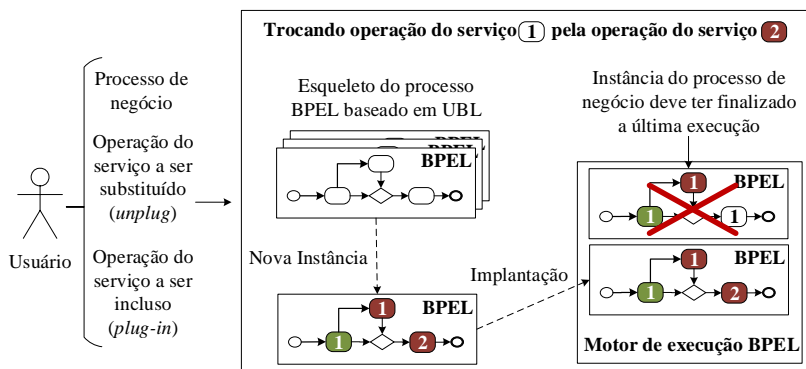 Trocando operação do serviço 1 pela operação do serviço 2
Processo de
negócio
Operação do
serviço a ser
substituído
(unplug)
Operação do
serviço a ser
incluso
(plug-in)
Usuário
Esqueleto do processo
BPEL baseado em UBL
BPEL
BPEL
BPEL
Nova Instância
BPEL
1
1
2
Implantação
Instância do processo de
negócio deve ter finalizado
a última execução
BPEL
1
1
1
BPEL
1
1
2
Motor de execução BPEL